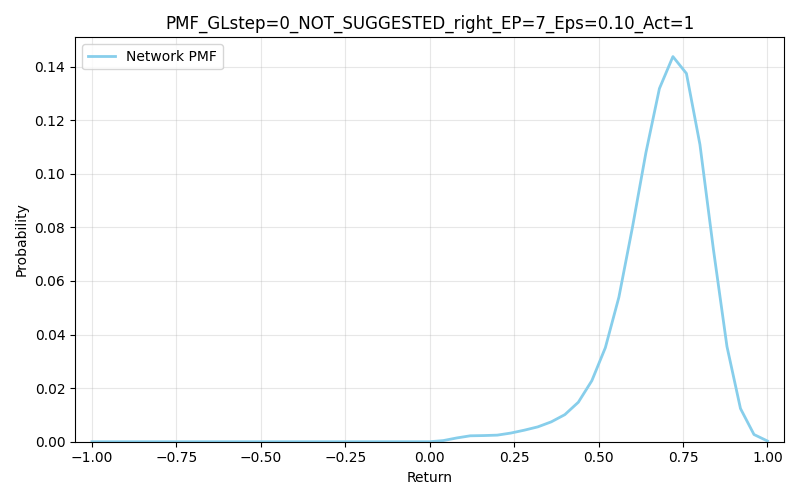 PMF_GLstep=0_NOT_SUGGESTED_right_EP=7_Eps=0.10_Act=1
Network PMF
0.14
0.12
0.10
0.08
0.06
0.04
0.02
0.00
Probability
−1.00 −0.75 −0.50 −0.25 0.00 0.25 0.50 0.75 1.00
Return